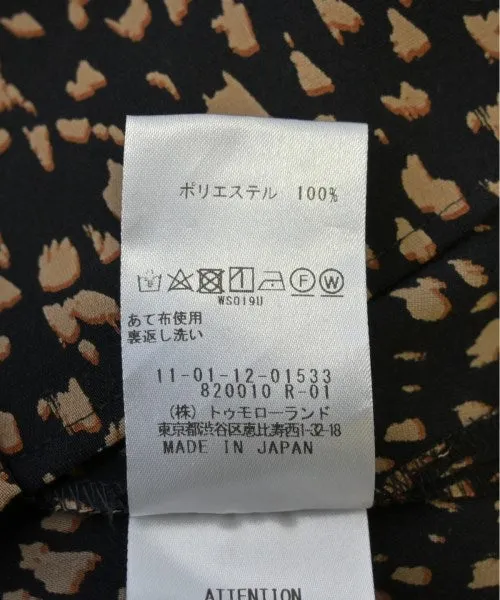 ポリエステル 100%
F W
WS019U
あて布使用
裏返し洗い
11-01-12-01533
820010 R-01
(株) トゥモローランド
東京都渋谷区恵比寿西1-32-18
MADE IN JAPAN
ATTENTION